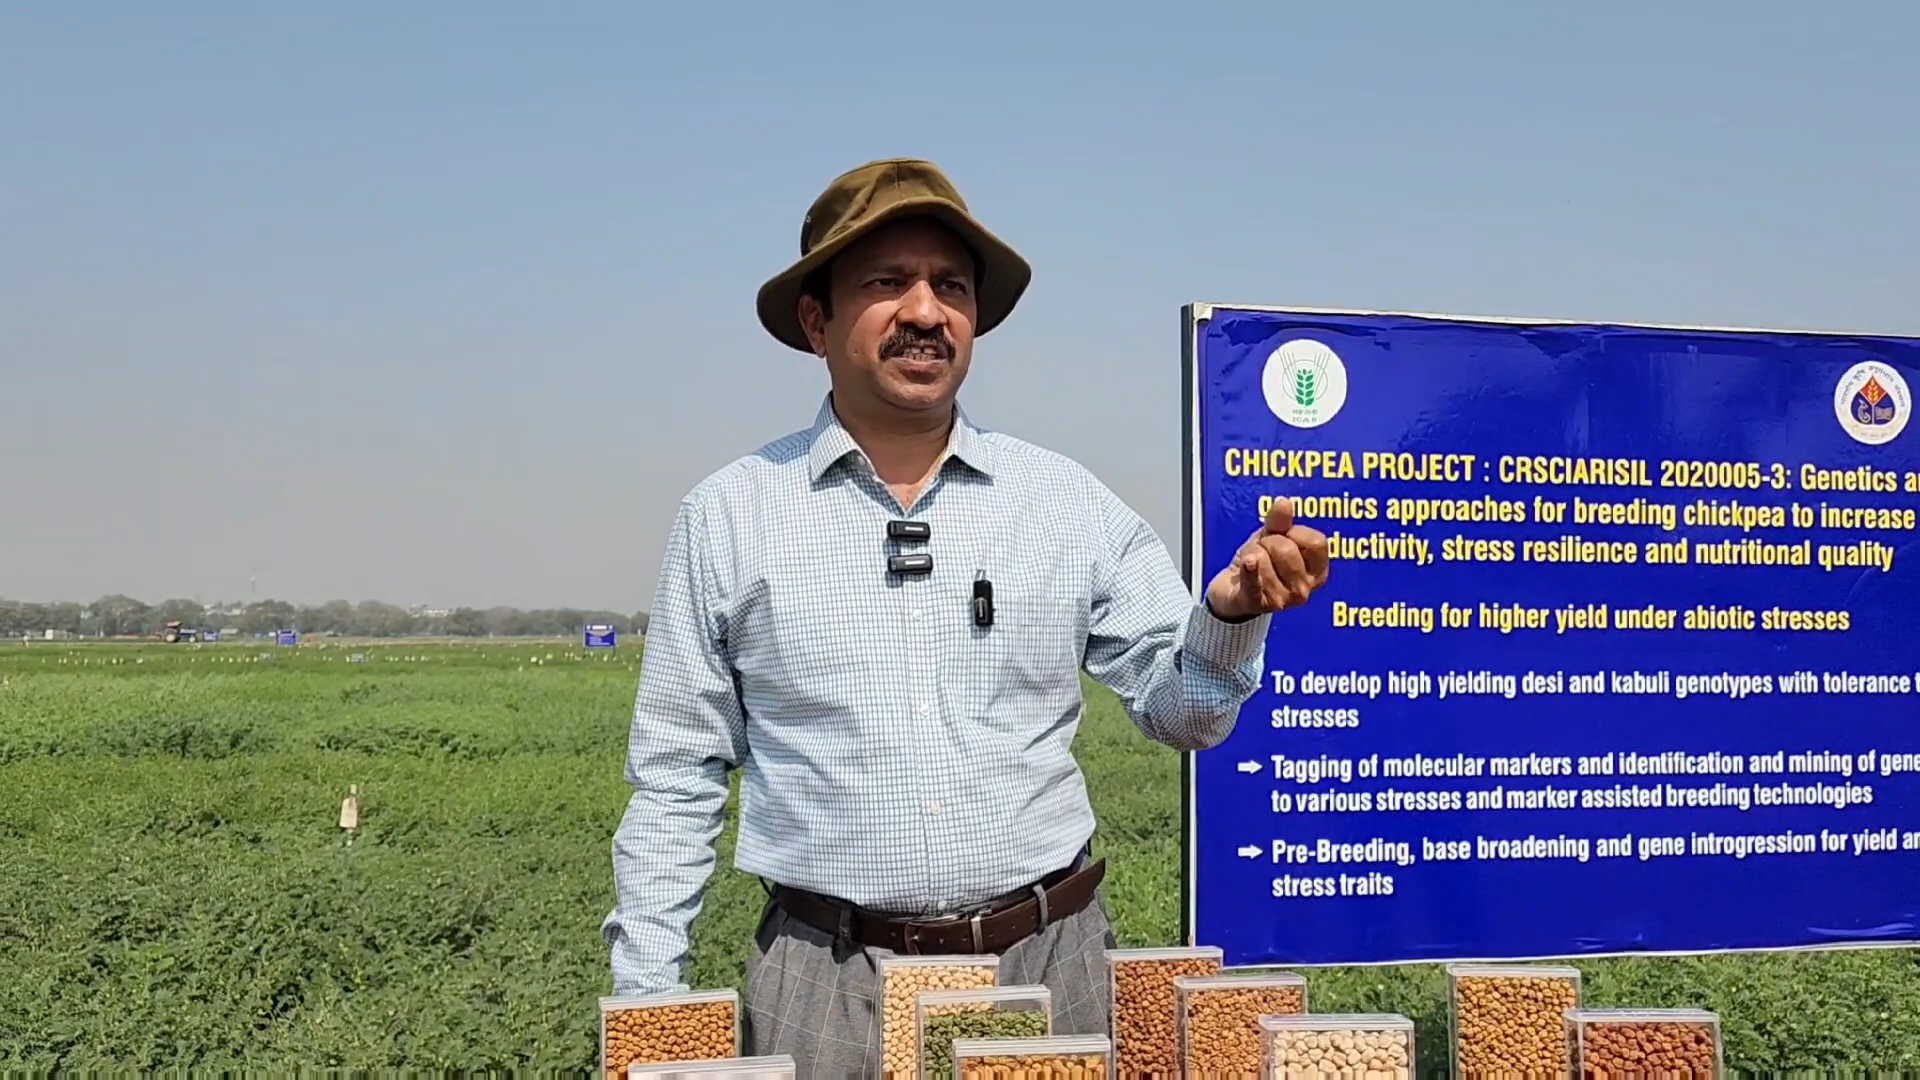 ICAR
CHICKPEA PROJECT : CRSCIARISIL 2020005-3: Genetics a
genomics approaches for breeding chickpea to increase
ductivity, stress resilience and nutritional quality
Breeding for higher yield under abiotic stresses
To develop high yielding desi and kabuli genotypes with tolerance t
stresses
Tagging of molecular markers and identification and mining of gene
to various stresses and marker assisted breeding technologies
Pre-Breeding, base broadening and gene introgression for yield an
stress traits